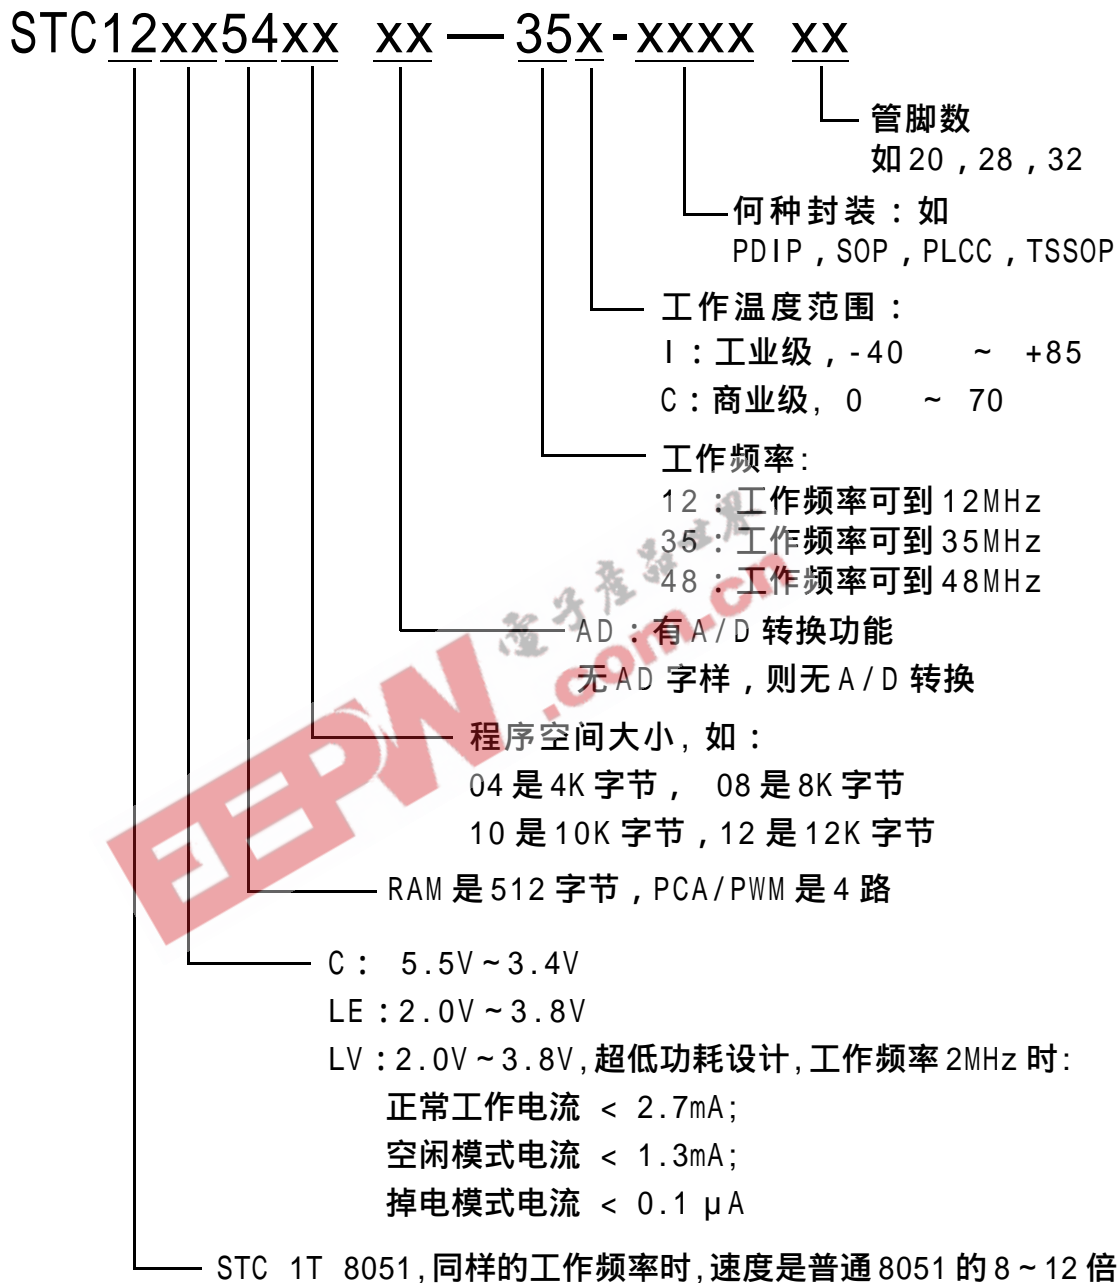 STC12xx54xx xx — 35x-xxxx xx
管脚数
如20，28，32
何种封装：如
PDIP，SOP，PLCC，TSSOP
工作温度范围：
I：工业级，-40 ~ +85
C：商业级, 0 ~ 70
工作频率:
12：工作频率可到12MHz
35：工作频率可到35MHz
48：工作频率可到48MHz
AD：有A/D转换功能
无AD字样，则无A/D转换
程序空间大小, 如：
04是4K字节， 08是8K字节
10是10K字节，12是12K字节
RAM是512字节，PCA/PWM是4路
C： 5.5V~3.4V
LE：2.0V~3.8V
LV：2.0V~3.8V,超低功耗设计,工作频率2MHz时:
正常工作电流 < 2.7mA;
空闲模式电流 < 1.3mA;
掉电模式电流 < 0.1μA
STC 1T 8051,同样的工作频率时,速度是普通8051的8~12倍
EEPW.com.cn
電子產品世界